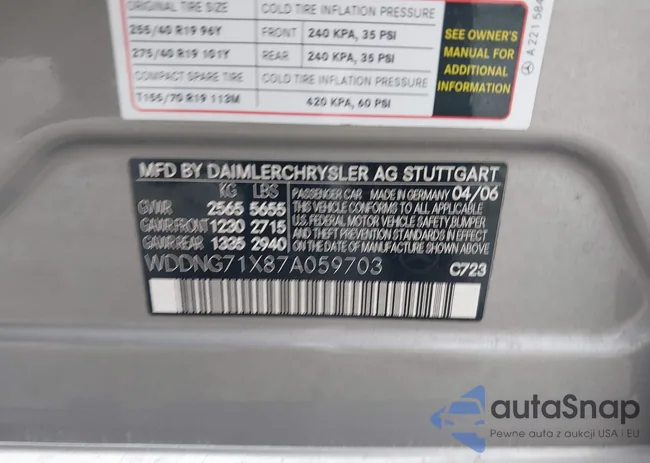 ORIGINAL TIRE SIZE COLD TIRE INFLATION PRESSURE
255/40 R19 96Y FRONT 240 KPA, 35 PSI
275/40 R19 101Y REAR 240 KPA, 35 PSI
COMPACT SPARE TIRE COLD TIRE INFLATION PRESSURE
T155/70 R19 113M 420 KPA, 60 PSI
SEE OWNER'S
MANUAL FOR
ADDITIONAL
INFORMATION
A 221 584
MFD BY DAIMLERCHRYSLER AG STUTTGART
KG LBS
GVWR 2565 5655
GAWR FRONT 1230 2715
GAWR REAR 1335 2940
PASSENGER CAR MADE IN GERMANY 04/06
THIS VEHICLE CONFORMS TO ALL APPLICABLE
U.S. FEDERAL MOTOR VEHICLE SAFETY, BUMPER
AND THEFT PREVENTION STANDARDS IN EFFECT
ON THE DATE OF MANUFACTURE SHOWN ABOVE.
WDDNG71X87A059703
C723
autoSnap
Pewne auta z aukcji USA i EU